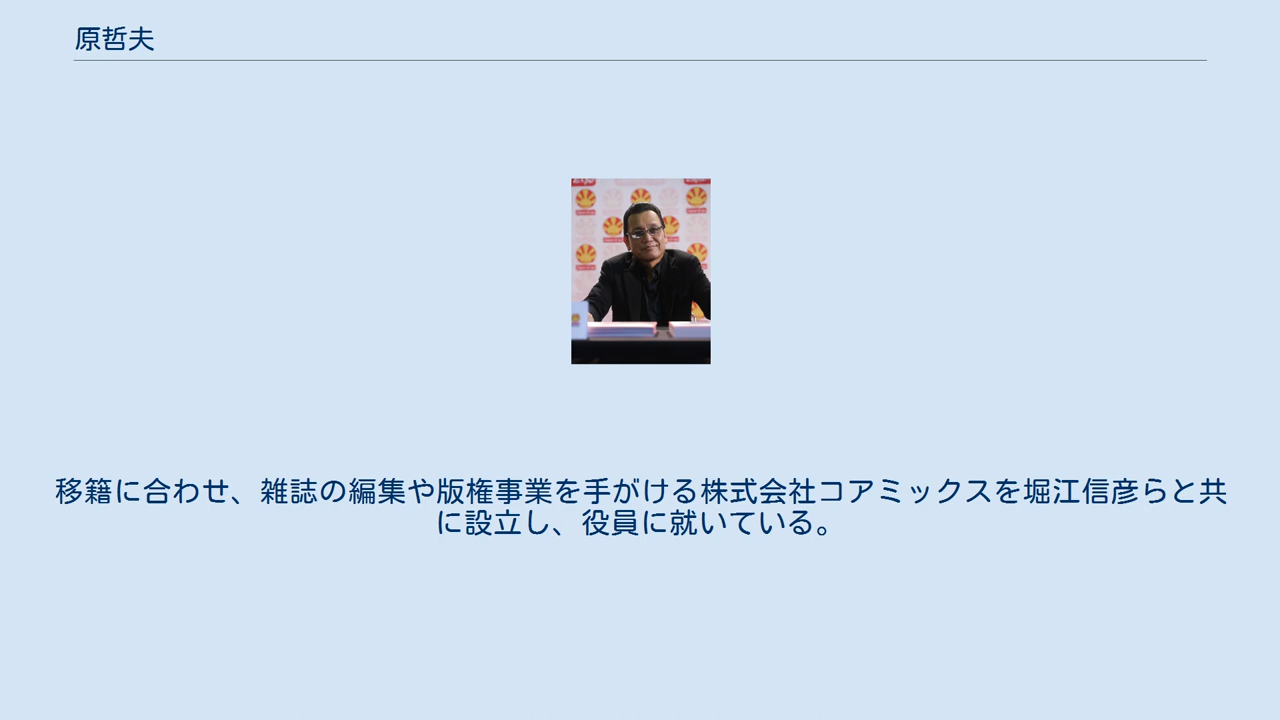 原哲夫
移籍に合わせ、雑誌の編集や版権事業を手がける株式会社コアミックスを堀江信彦らと共
に設立し、役員に就いている。